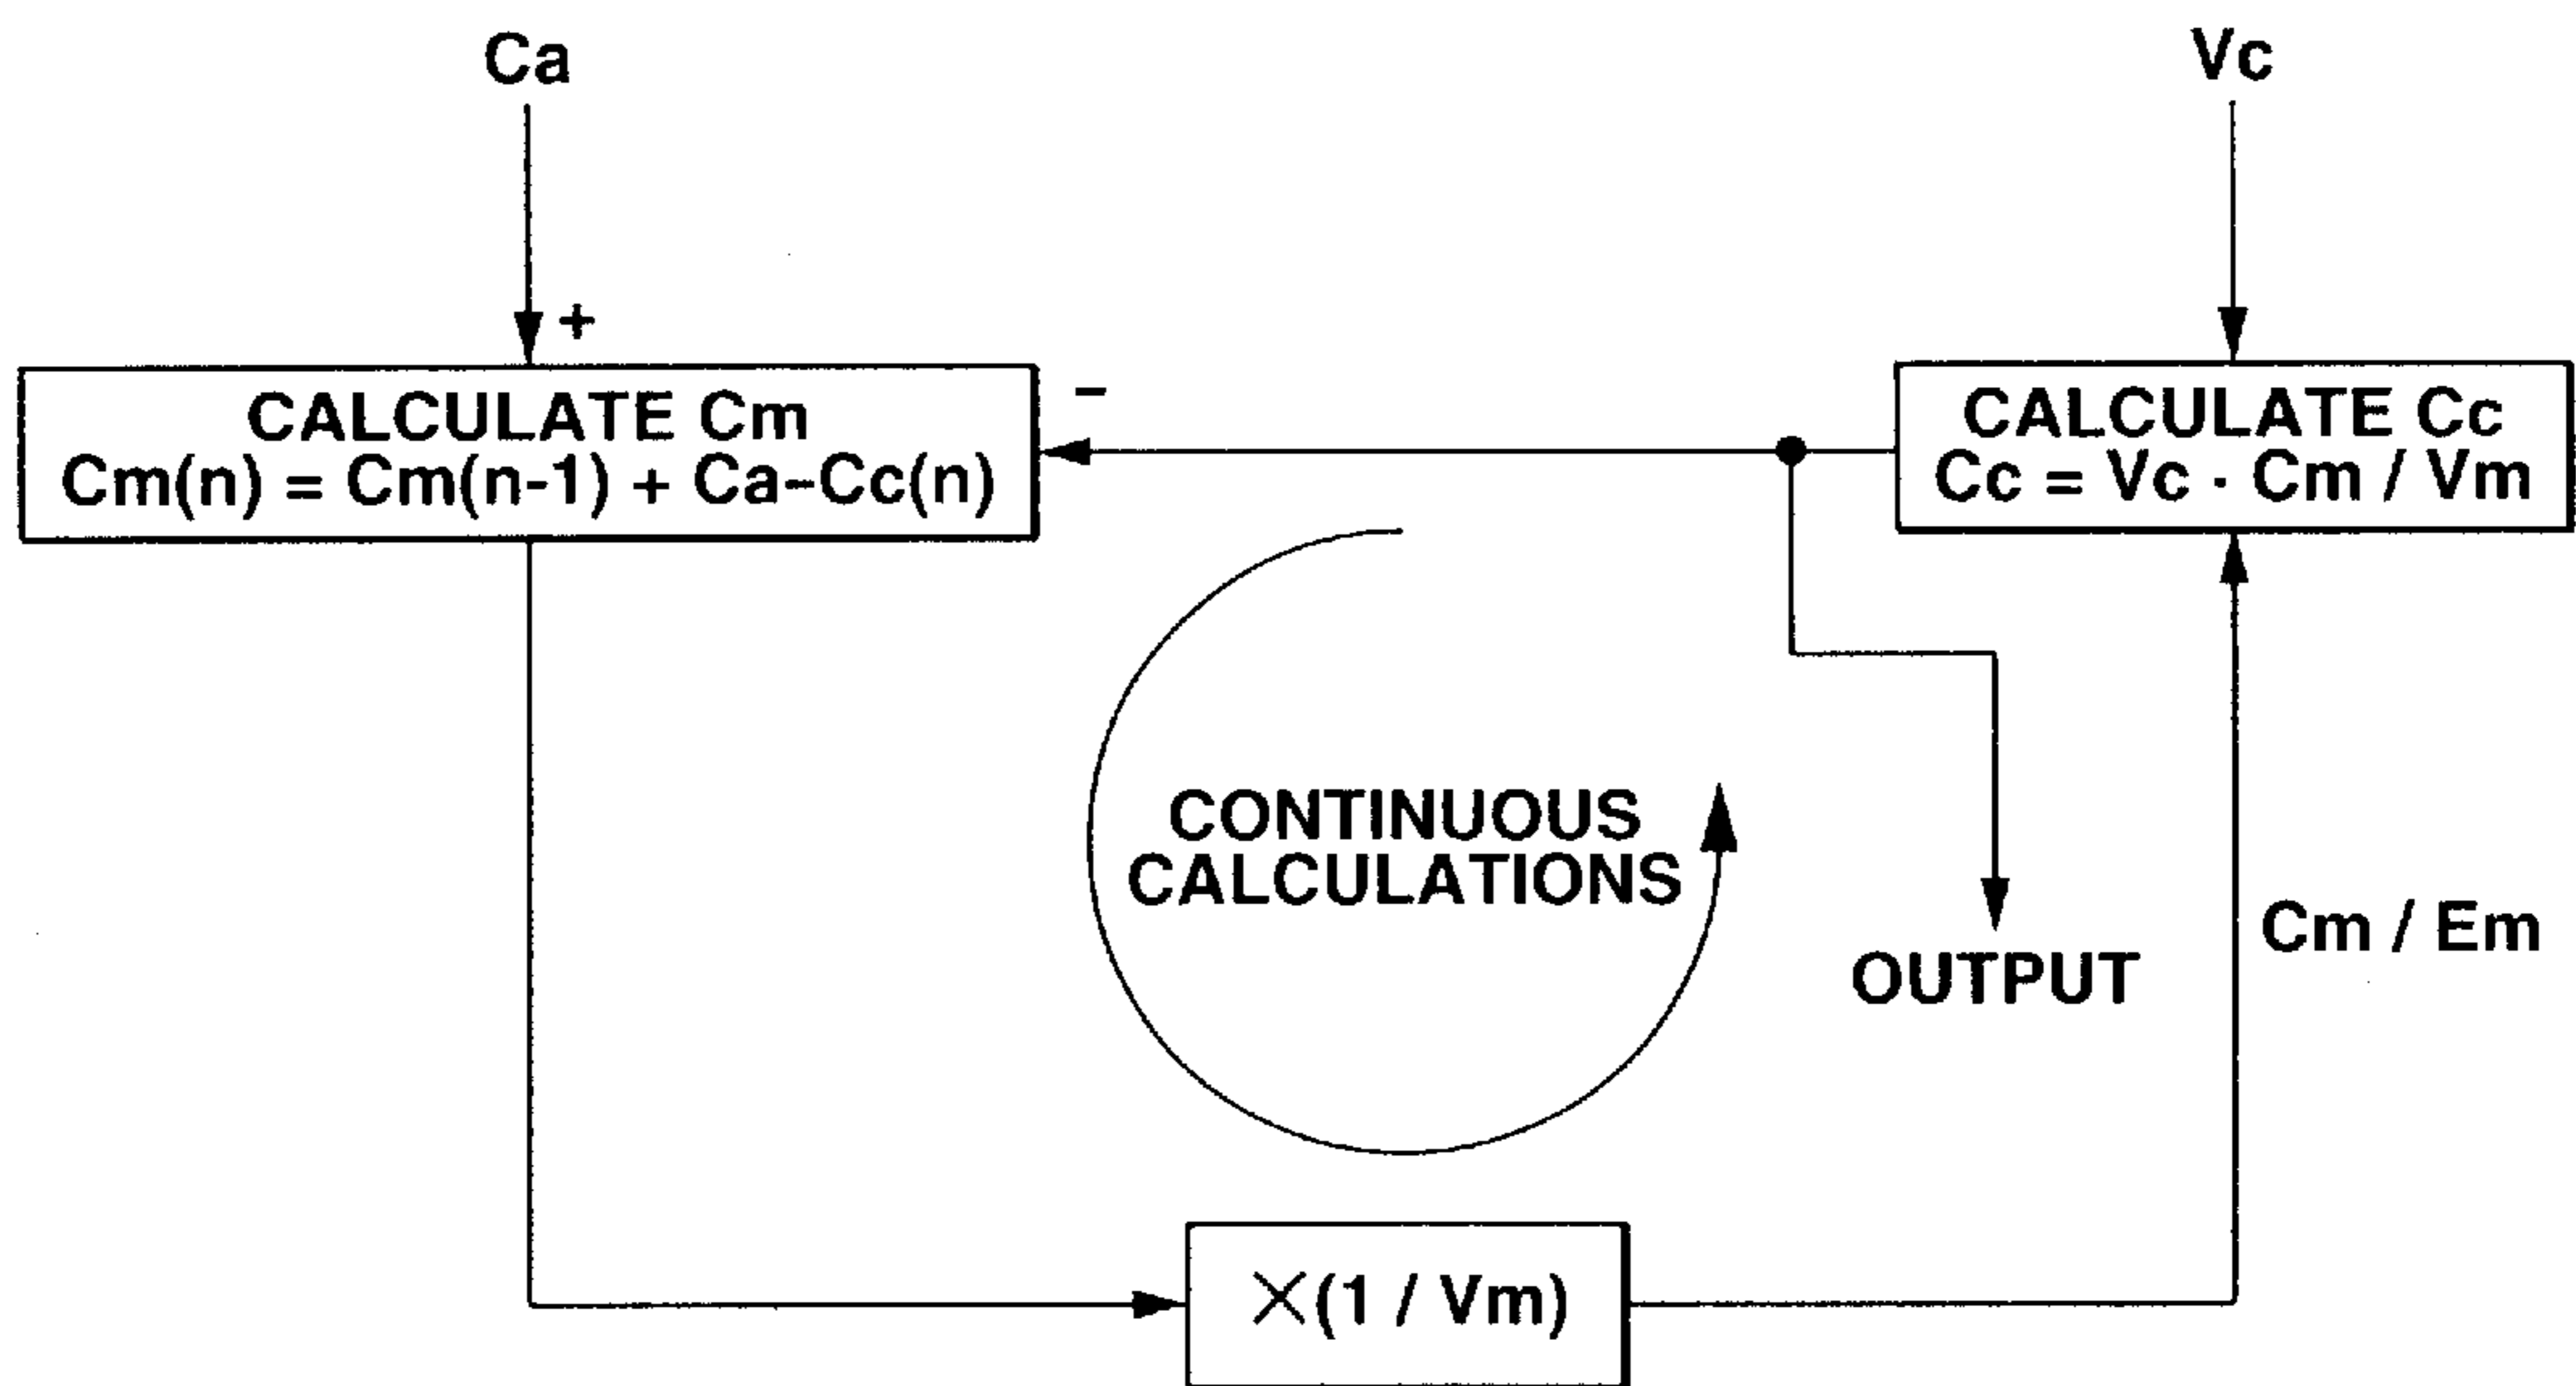 Ca
Vc
+
CALCULATE Cm
Cm(n) = Cm(n-1) + Ca–Cc(n)
–
CALCULATE Cc
Cc = Vc · Cm / Vm
CONTINUOUS
CALCULATIONS
OUTPUT
Cm / Em
×(1 / Vm)